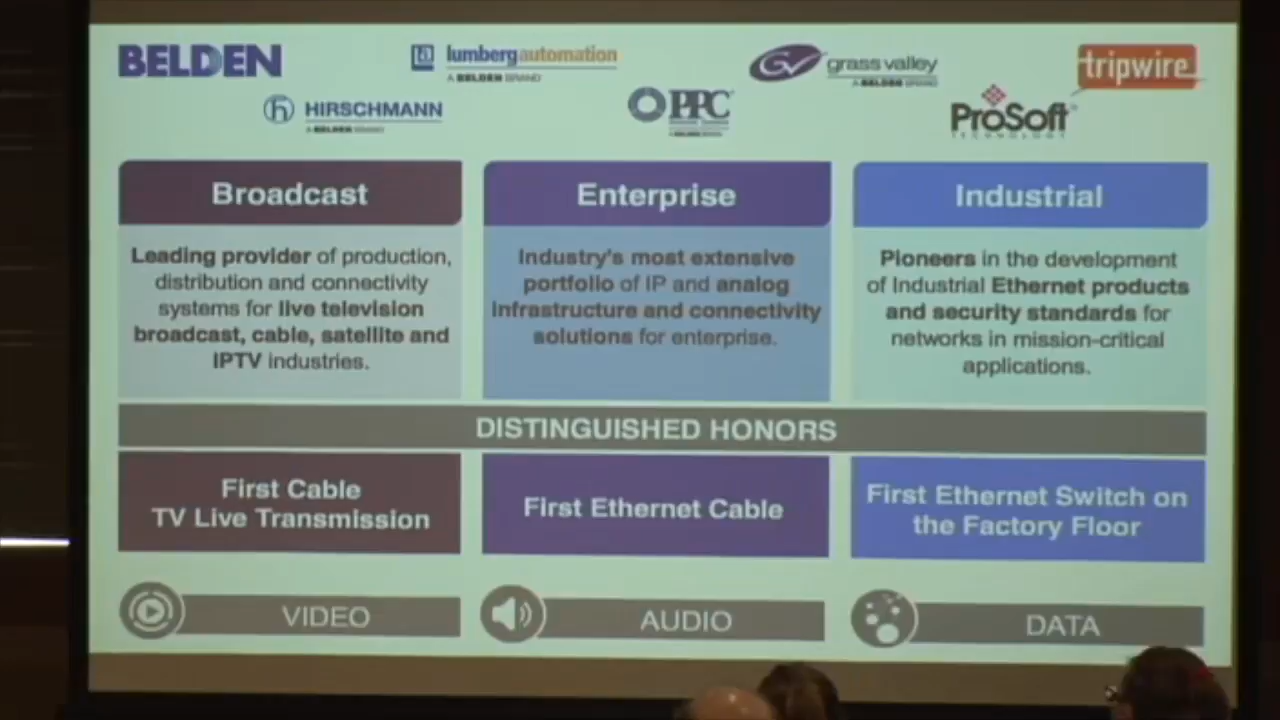 BELDEN
lumbergautomation
A BELDEN BRAND
grass valley
A BELDEN BRAND
tripwire
HIRSCHMANN
A BELDEN BRAND
PPC
ProSoft
TECHNOLOGY
Broadcast
Leading provider of production,
distribution and connectivity
systems for live television
broadcast, cable, satellite and
IPTV industries.
Enterprise
Industry's most extensive
portfolio of IP and analog
infrastructure and connectivity
solutions for enterprise.
Industrial
Pioneers in the development
of Industrial Ethernet products
and security standards for
networks in mission-critical
applications.
DISTINGUISHED HONORS
First Cable
TV Live Transmission
First Ethernet Cable
First Ethernet Switch on
the Factory Floor
VIDEO
AUDIO
DATA